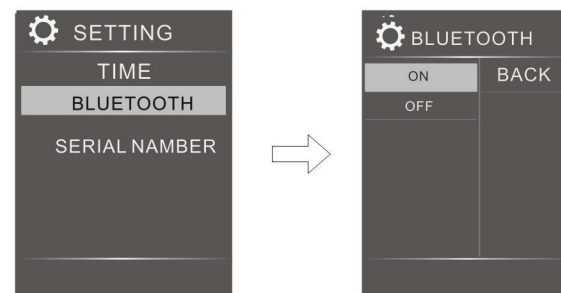 SETTING
TIME
BLUETOOTH
SERIAL NAMBER
BLUETOOTH
ON BACK
OFF